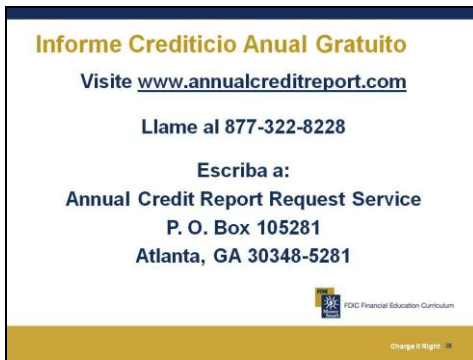 Informe Crediticio Anual Gratuito
Visite www.annualcreditreport.com
Llame al 877-322-8228
Escriba a:
Annual Credit Report Request Service
P. O. Box 105281
Atlanta, GA 30348-5281
FDIC Financial Education Curriculum
Charge It Right 38